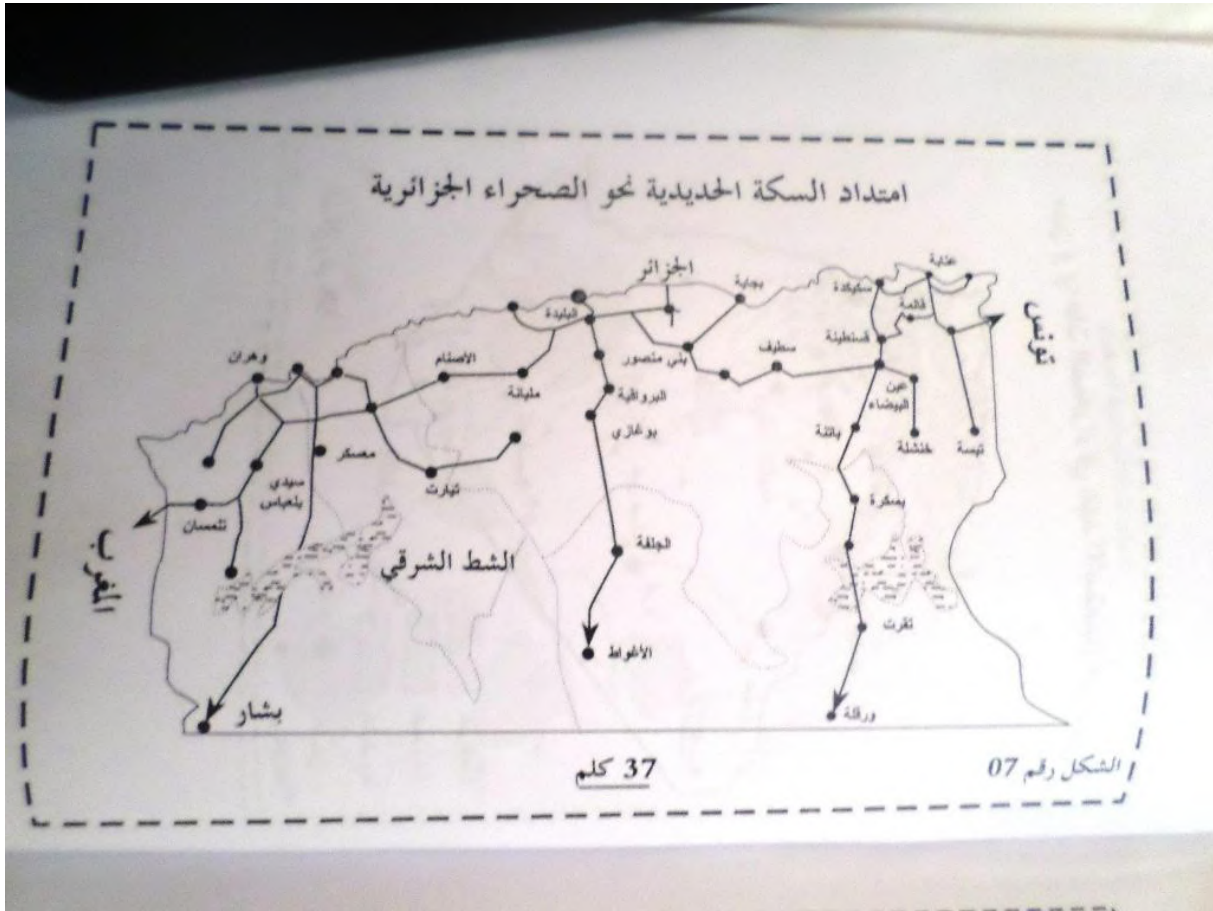 امتداد السكة الحديدية نحو الصحراء الجزائرية
الجزائر
عنابة
سكيكدة
بجاية
قالمة
تونس
البليدة
قسنطينة
سطيف
بني منصور
الأصنام
وهران
مليانة
البرواقية
عين
البيضاء
بوغازي
باتنة
خنشلة
تبسة
معسكر
تيارت
سيدي
بلعباس
بسكرة
تلمسان
المغرب
الشط الشرقي
الجلفة
تقرت
الأغواط
بشار
ورقلة
37 كلم
الشكل رقم 07